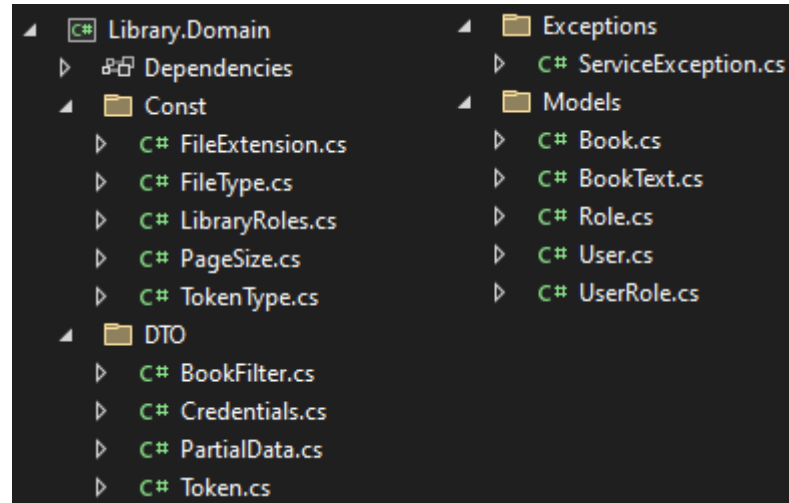 C# Library.Domain
Dependencies
Const
C# FileExtension.cs
C# FileType.cs
C# LibraryRoles.cs
C# PageSize.cs
C# TokenType.cs
DTO
C# BookFilter.cs
C# Credentials.cs
C# PartialData.cs
C# Token.cs
Exceptions
C# ServiceException.cs
Models
C# Book.cs
C# BookText.cs
C# Role.cs
C# User.cs
C# UserRole.cs